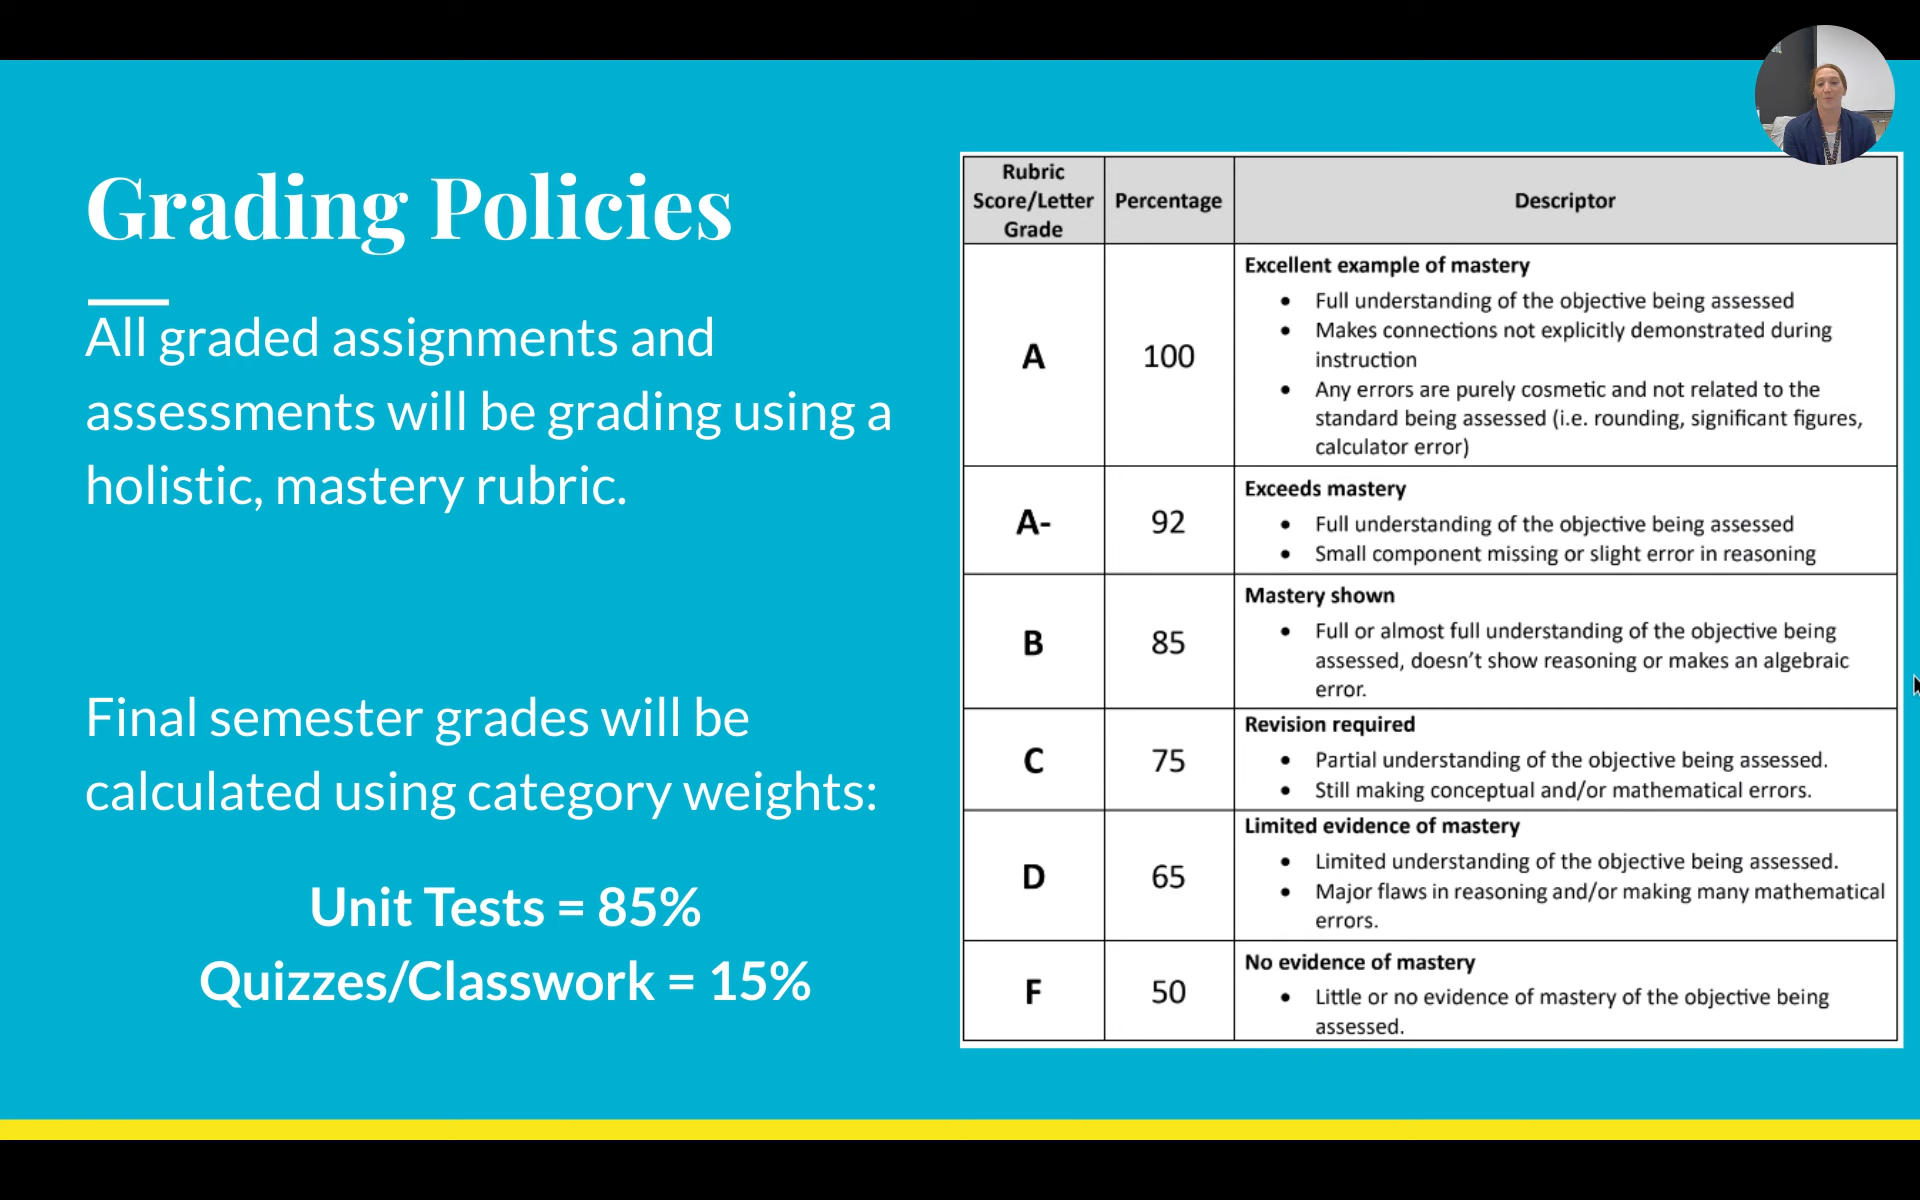 Grading Policies
All graded assignments and
assessments will be grading using a
holistic, mastery rubric.
Final semester grades will be
calculated using category weights:
Unit Tests = 85%
Quizzes/Classwork = 15%
Rubric
Score/Letter
Grade
Percentage
Descriptor
A
100
Excellent example of mastery
• Full understanding of the objective being assessed
• Makes connections not explicitly demonstrated during
instruction
• Any errors are purely cosmetic and not related to the
standard being assessed (i.e. rounding, significant figures,
calculator error)
A-
92
Exceeds mastery
• Full understanding of the objective being assessed
• Small component missing or slight error in reasoning
B
85
Mastery shown
• Full or almost full understanding of the objective being
assessed, doesn’t show reasoning or makes an algebraic
error.
C
75
Revision required
• Partial understanding of the objective being assessed.
• Still making conceptual and/or mathematical errors.
D
65
Limited evidence of mastery
• Limited understanding of the objective being assessed.
• Major flaws in reasoning and/or making many mathematical
errors.
F
50
No evidence of mastery
• Little or no evidence of mastery of the objective being
assessed.